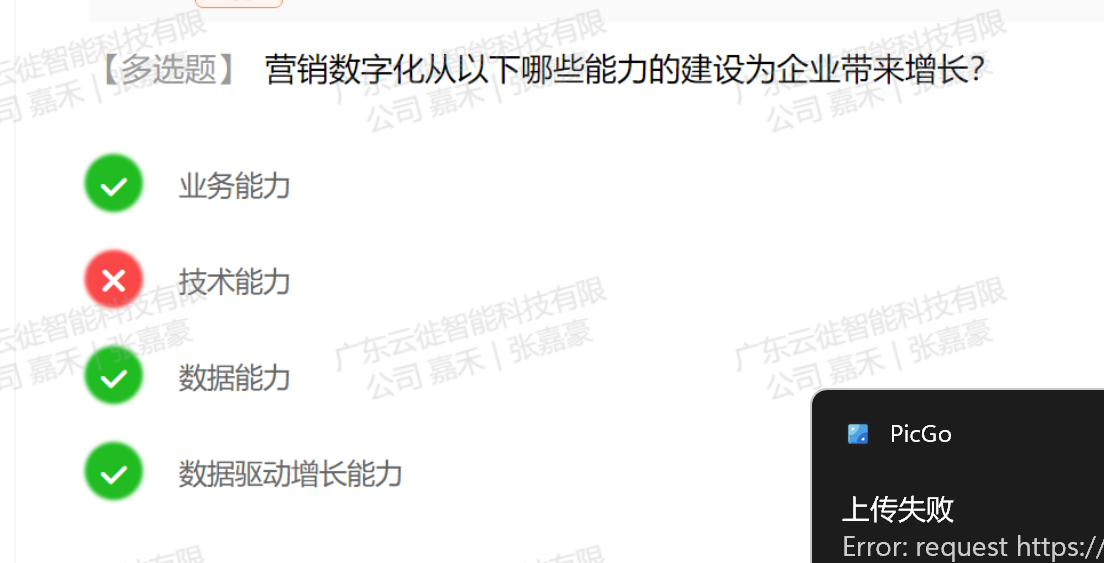 【多选题】 营销数字化从以下哪些能力的建设为企业带来增长?
业务能力
技术能力
数据能力
数据驱动增长能力
广东云徙智能科技有限
公司 嘉禾 | 张嘉豪
广东云徙智能科技有限
公司 嘉禾 | 张嘉豪
PicGo
上传失败
Error: request https://